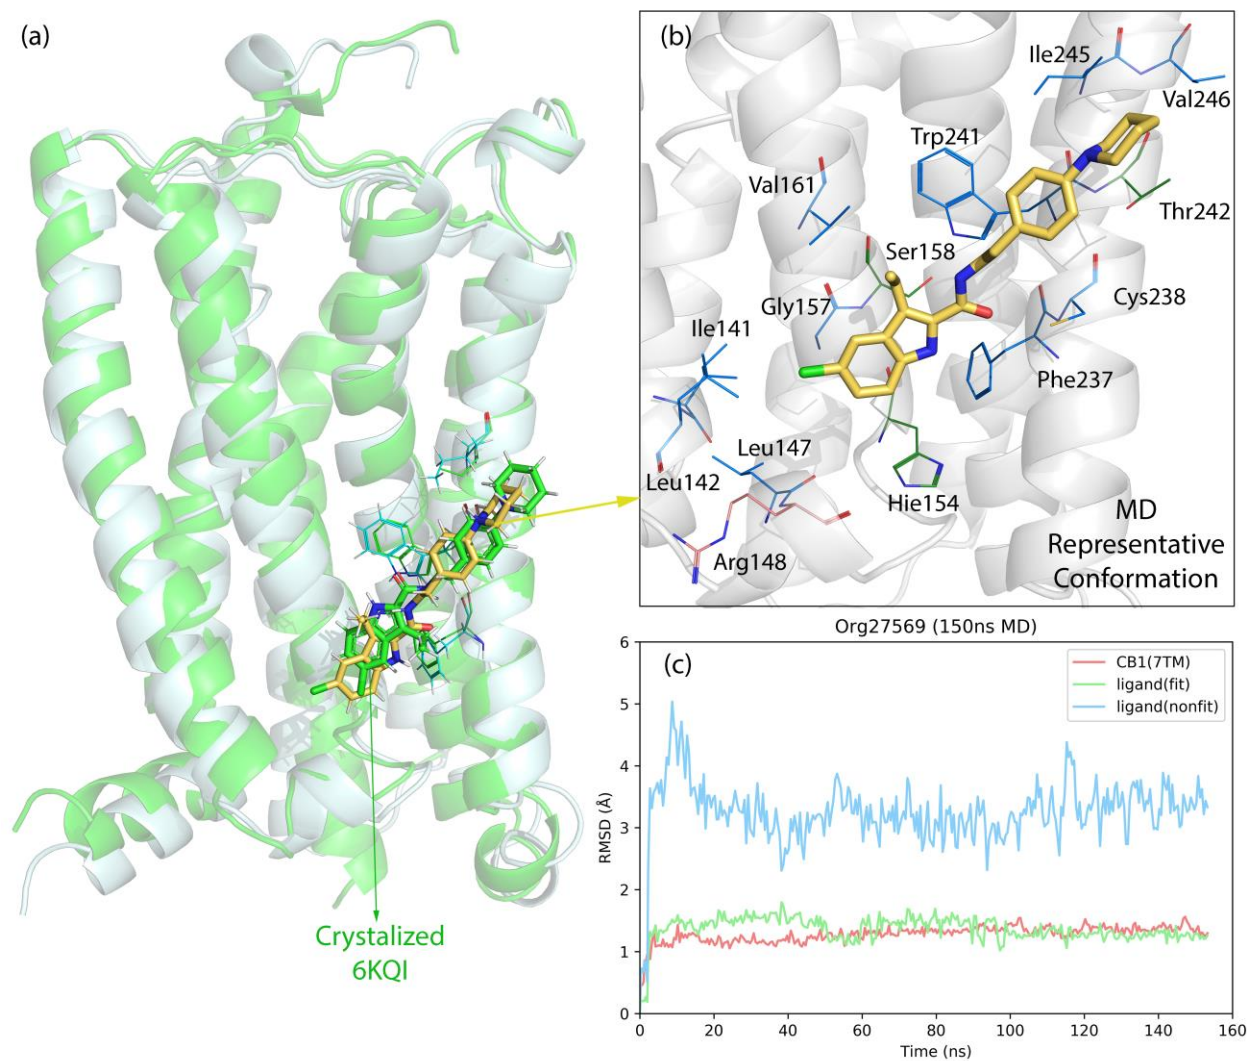 (a)
Crystalized
6KQI
(b)
Ile245
Val246
Trp241
Val161
Thr242
Ser158
Cys238
Gly157
Ile141
Phe237
Leu147
Leu142
Hie154
Arg148
MD
Representative
Conformation
Org27569 (150ns MD)
(c)
CB1(7TM)
ligand(fit)
ligand(nonfit)
RMSD (Å)
6
5
4
3
2
1
0
0 20 40 60 80 100 120 140 160
Time (ns)